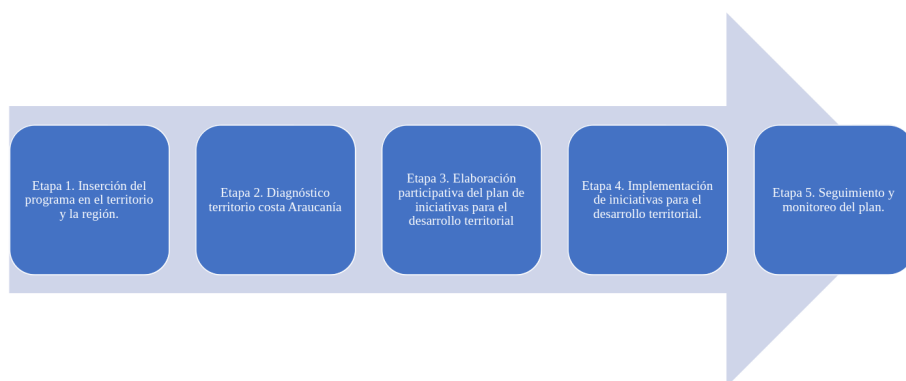 Etapa 1. Inserción del
programa en el territorio
y la región.
Etapa 2. Diagnóstico
territorio costa Araucanía
Etapa 3. Elaboración
participativa del plan de
iniciativas para el
desarrollo territorial
Etapa 4. Implementación
de iniciativas para el
desarrollo territorial.
Etapa 5. Seguimiento y
monitoreo del plan.